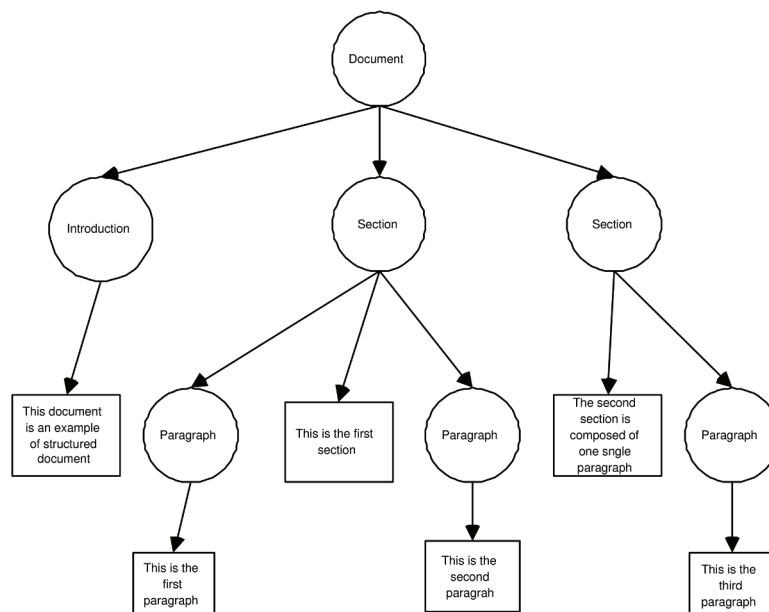 Document
Introduction
Section
Section
This document
is an example
of structured
document
Paragraph
This is the first
section
Paragraph
The second
section is
composed of
one sngle
paragraph
Paragraph
This is the
first
paragraph
This is the
second
paragrah
This is the
third
paragraph